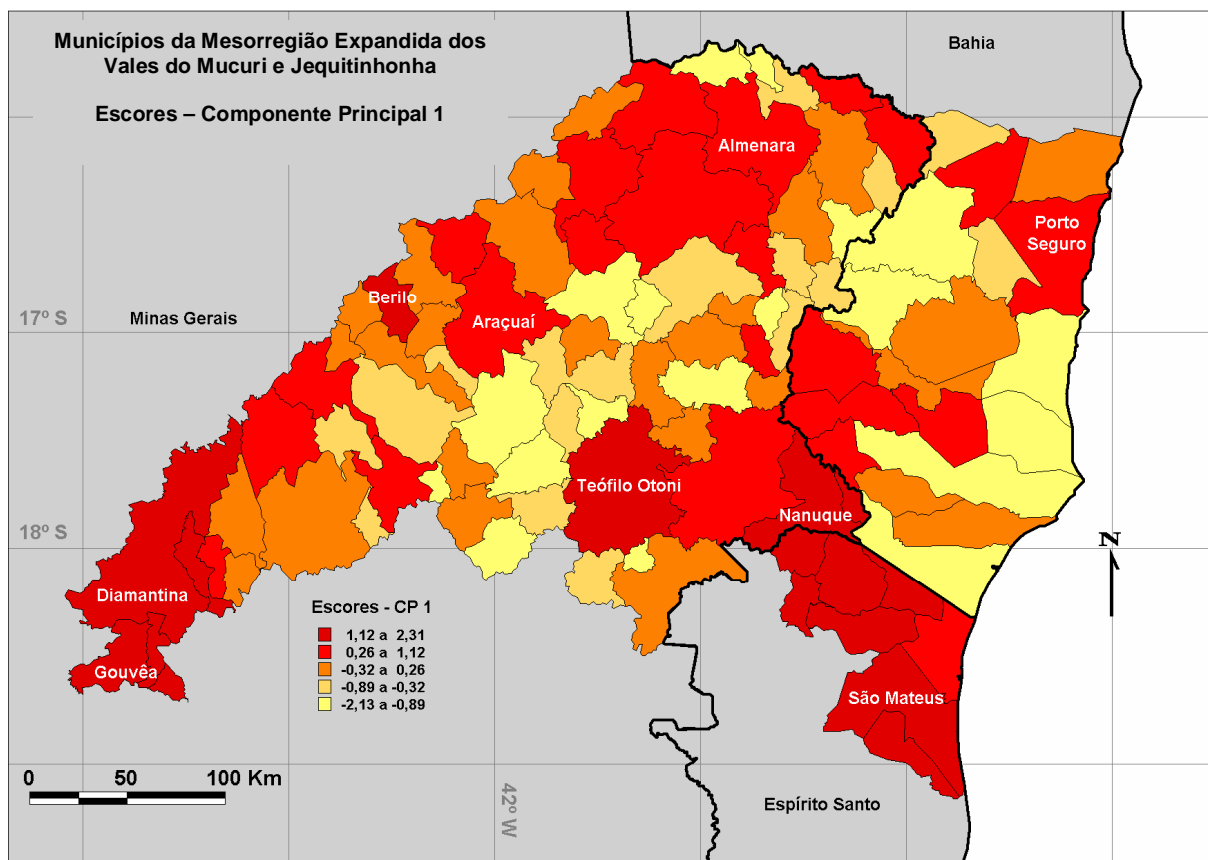 Municípios da Mesorregião Expandida dos
Vales do Mucuri e Jequitinhonha
Escores – Componente Principal 1
Bahia
Almenara
Porto
Seguro
Berilo
17º S
Minas Gerais
Araçuaí
Teófilo Otoni
Nanuque
18º S
N
Diamantina
Escores - CP 1
1,12 a 2,31
0,26 a 1,12
-0,32 a 0,26
-0,89 a -0,32
-2,13 a -0,89
Gouvêa
São Mateus
0 50 100 Km
42º W
Espírito Santo